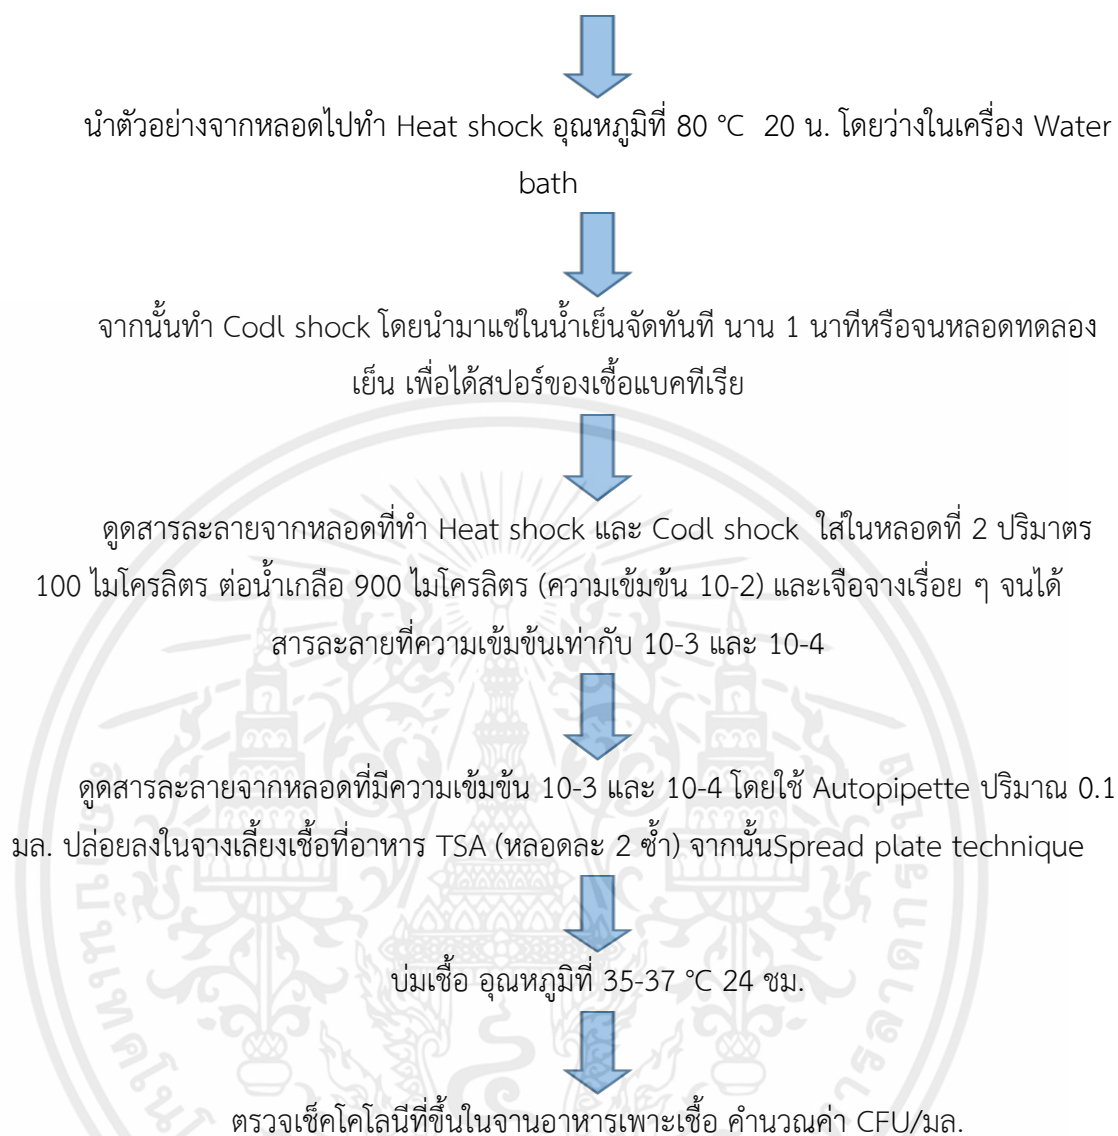 นำตัวอย่างจากหลอดไปทำ Heat shock อุณหภูมิที่ 80 °C 20 น. โดยว่างในเครื่อง Water
bath
จากนั้นทำ Codl shock โดยนำมาแช่ในน้ำเย็นจัดทันที นาน 1 นาทีหรือจนหลอดทดลอง
เย็น เพื่อได้สปอร์ของเชื้อแบคทีเรีย
ดูดสารละลายจากหลอดที่ทำ Heat shock และ Codl shock ใส่ในหลอดที่ 2 ปริมาตร
100 ไมโครลิตร ต่อน้ำเกลือ 900 ไมโครลิตร (ความเข้มข้น 10-2) และเจือจางเรื่อย ๆ จนได้
สารละลายที่ความเข้มข้นเท่ากับ 10-3 และ 10-4
ดูดสารละลายจากหลอดที่มีความเข้มข้น 10-3 และ 10-4 โดยใช้ Autopipette ปริมาณ 0.1
มล. ปล่อยลงในจางเลี้ยงเชื้อที่อาหาร TSA (หลอดละ 2 ซ้ำ) จากนั้นSpread plate technique
บ่มเชื้อ อุณหภูมิที่ 35-37 °C 24 ชม.
ตรวจเช็คโคโลนีที่ขึ้นในจานอาหารเพาะเชื้อ คำนวณค่า CFU/มล.